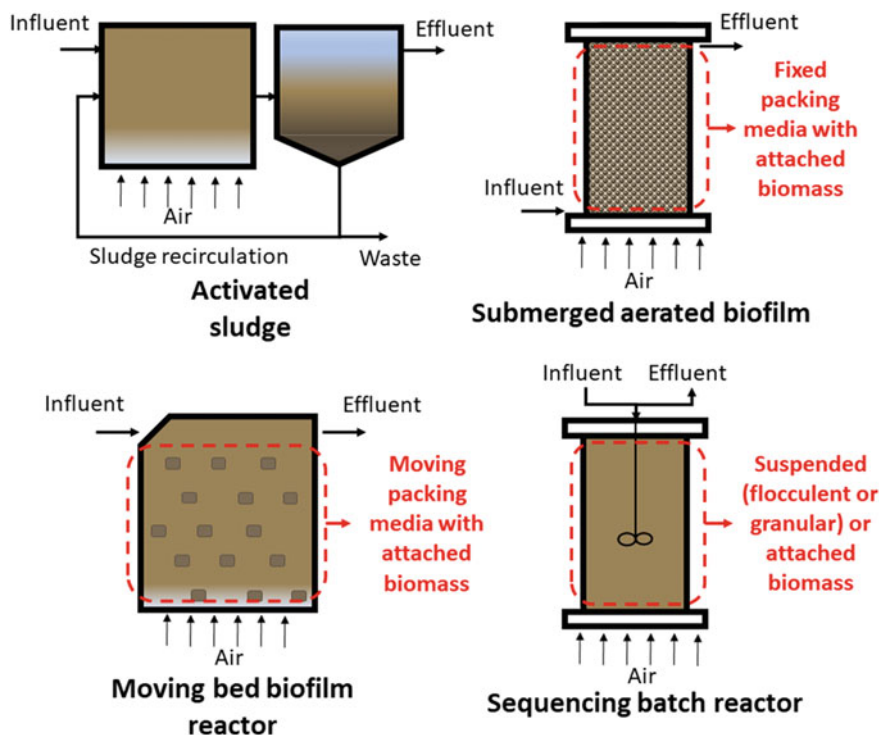 Influent
Effluent
Air
Sludge recirculation
Waste
Activated
sludge
Effluent
Fixed
packing
media with
attached
biomass
Influent
Air
Submerged aerated biofilm
Influent
Effluent
Moving
packing
media with
attached
biomass
Air
Moving bed biofilm
reactor
Influent
Effluent
Suspended
(flocculent or
granular) or
attached
biomass
Air
Sequencing batch reactor